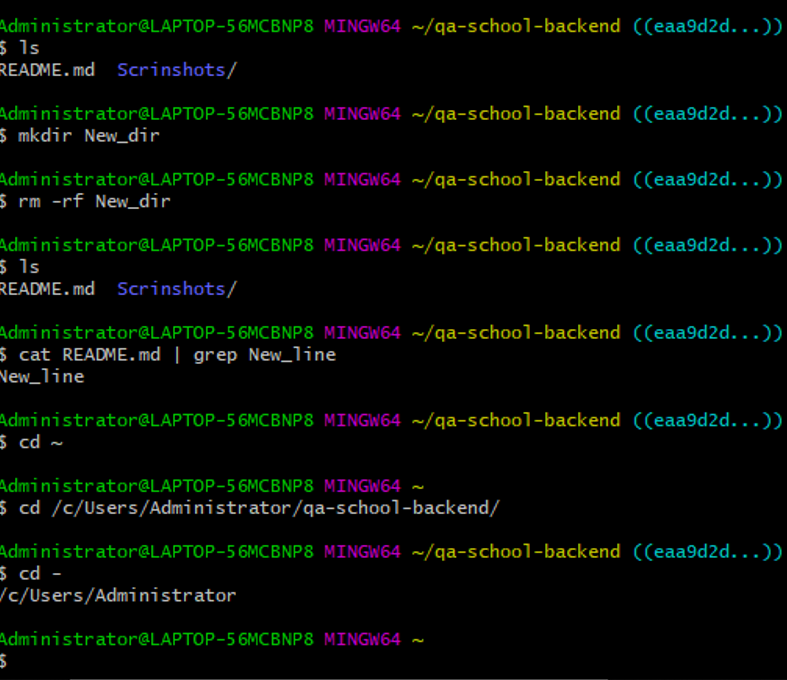 Administrator@LAPTOP-56MCBNP8 MINGW64 ~/qa-school-backend ((eaa9d2d...))
$ ls
README.md  Scrinshots/
Administrator@LAPTOP-56MCBNP8 MINGW64 ~/qa-school-backend ((eaa9d2d...))
$ mkdir New_dir
Administrator@LAPTOP-56MCBNP8 MINGW64 ~/qa-school-backend ((eaa9d2d...))
$ rm -rf New_dir
Administrator@LAPTOP-56MCBNP8 MINGW64 ~/qa-school-backend ((eaa9d2d...))
$ ls
README.md  Scrinshots/
Administrator@LAPTOP-56MCBNP8 MINGW64 ~/qa-school-backend ((eaa9d2d...))
$ cat README.md | grep New_line
New_line
Administrator@LAPTOP-56MCBNP8 MINGW64 ~/qa-school-backend ((eaa9d2d...))
$ cd ~
Administrator@LAPTOP-56MCBNP8 MINGW64 ~
$ cd /c/Users/Administrator/qa-school-backend/
Administrator@LAPTOP-56MCBNP8 MINGW64 ~/qa-school-backend ((eaa9d2d...))
$ cd -
/c/Users/Administrator
Administrator@LAPTOP-56MCBNP8 MINGW64 ~
$